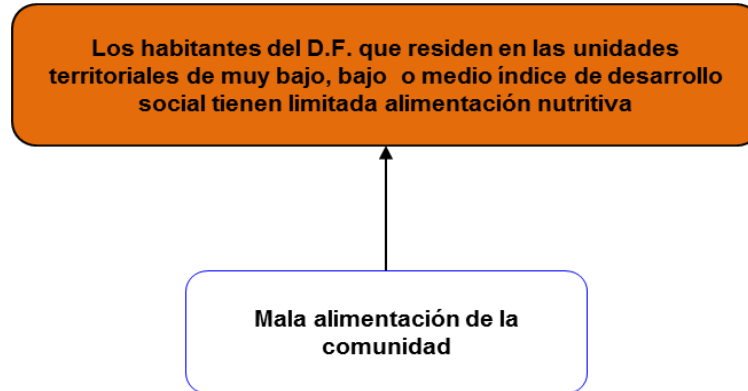 Los habitantes del D.F. que residen en las unidades
territoriales de muy bajo, bajo o medio índice de desarrollo
social tienen limitada alimentación nutritiva
Mala alimentación de la
comunidad